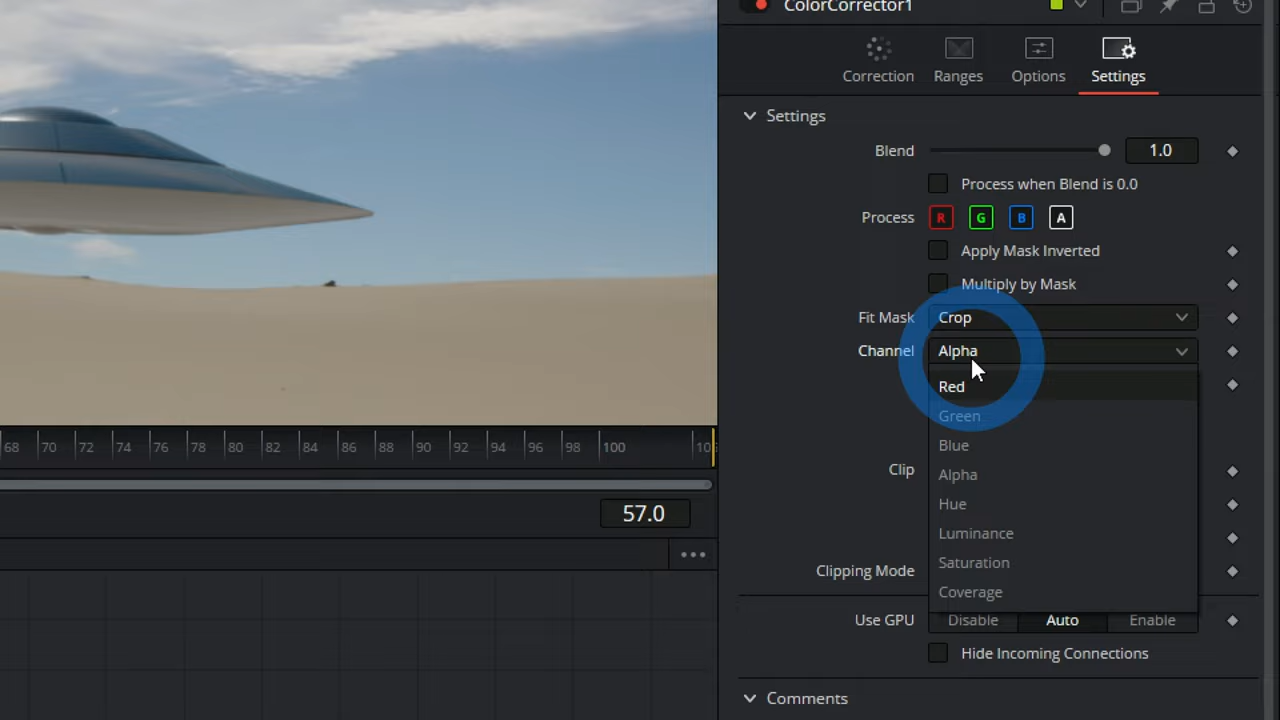 ColorCorrector1
Correction Ranges Options Settings
Settings
Blend 1.0
Process when Blend is 0.0
Process R G B A
Apply Mask Inverted
Multiply by Mask
Fit Mask Crop
Channel Alpha
Red
Green
Blue
Alpha
Hue
Luminance
Saturation
Coverage
Clip
Clipping Mode
Use GPU Disable Auto Enable
Hide Incoming Connections
Comments
68 70 72 74 76 78 80 82 84 86 88 90 92 94 96 98 100 10
57.0